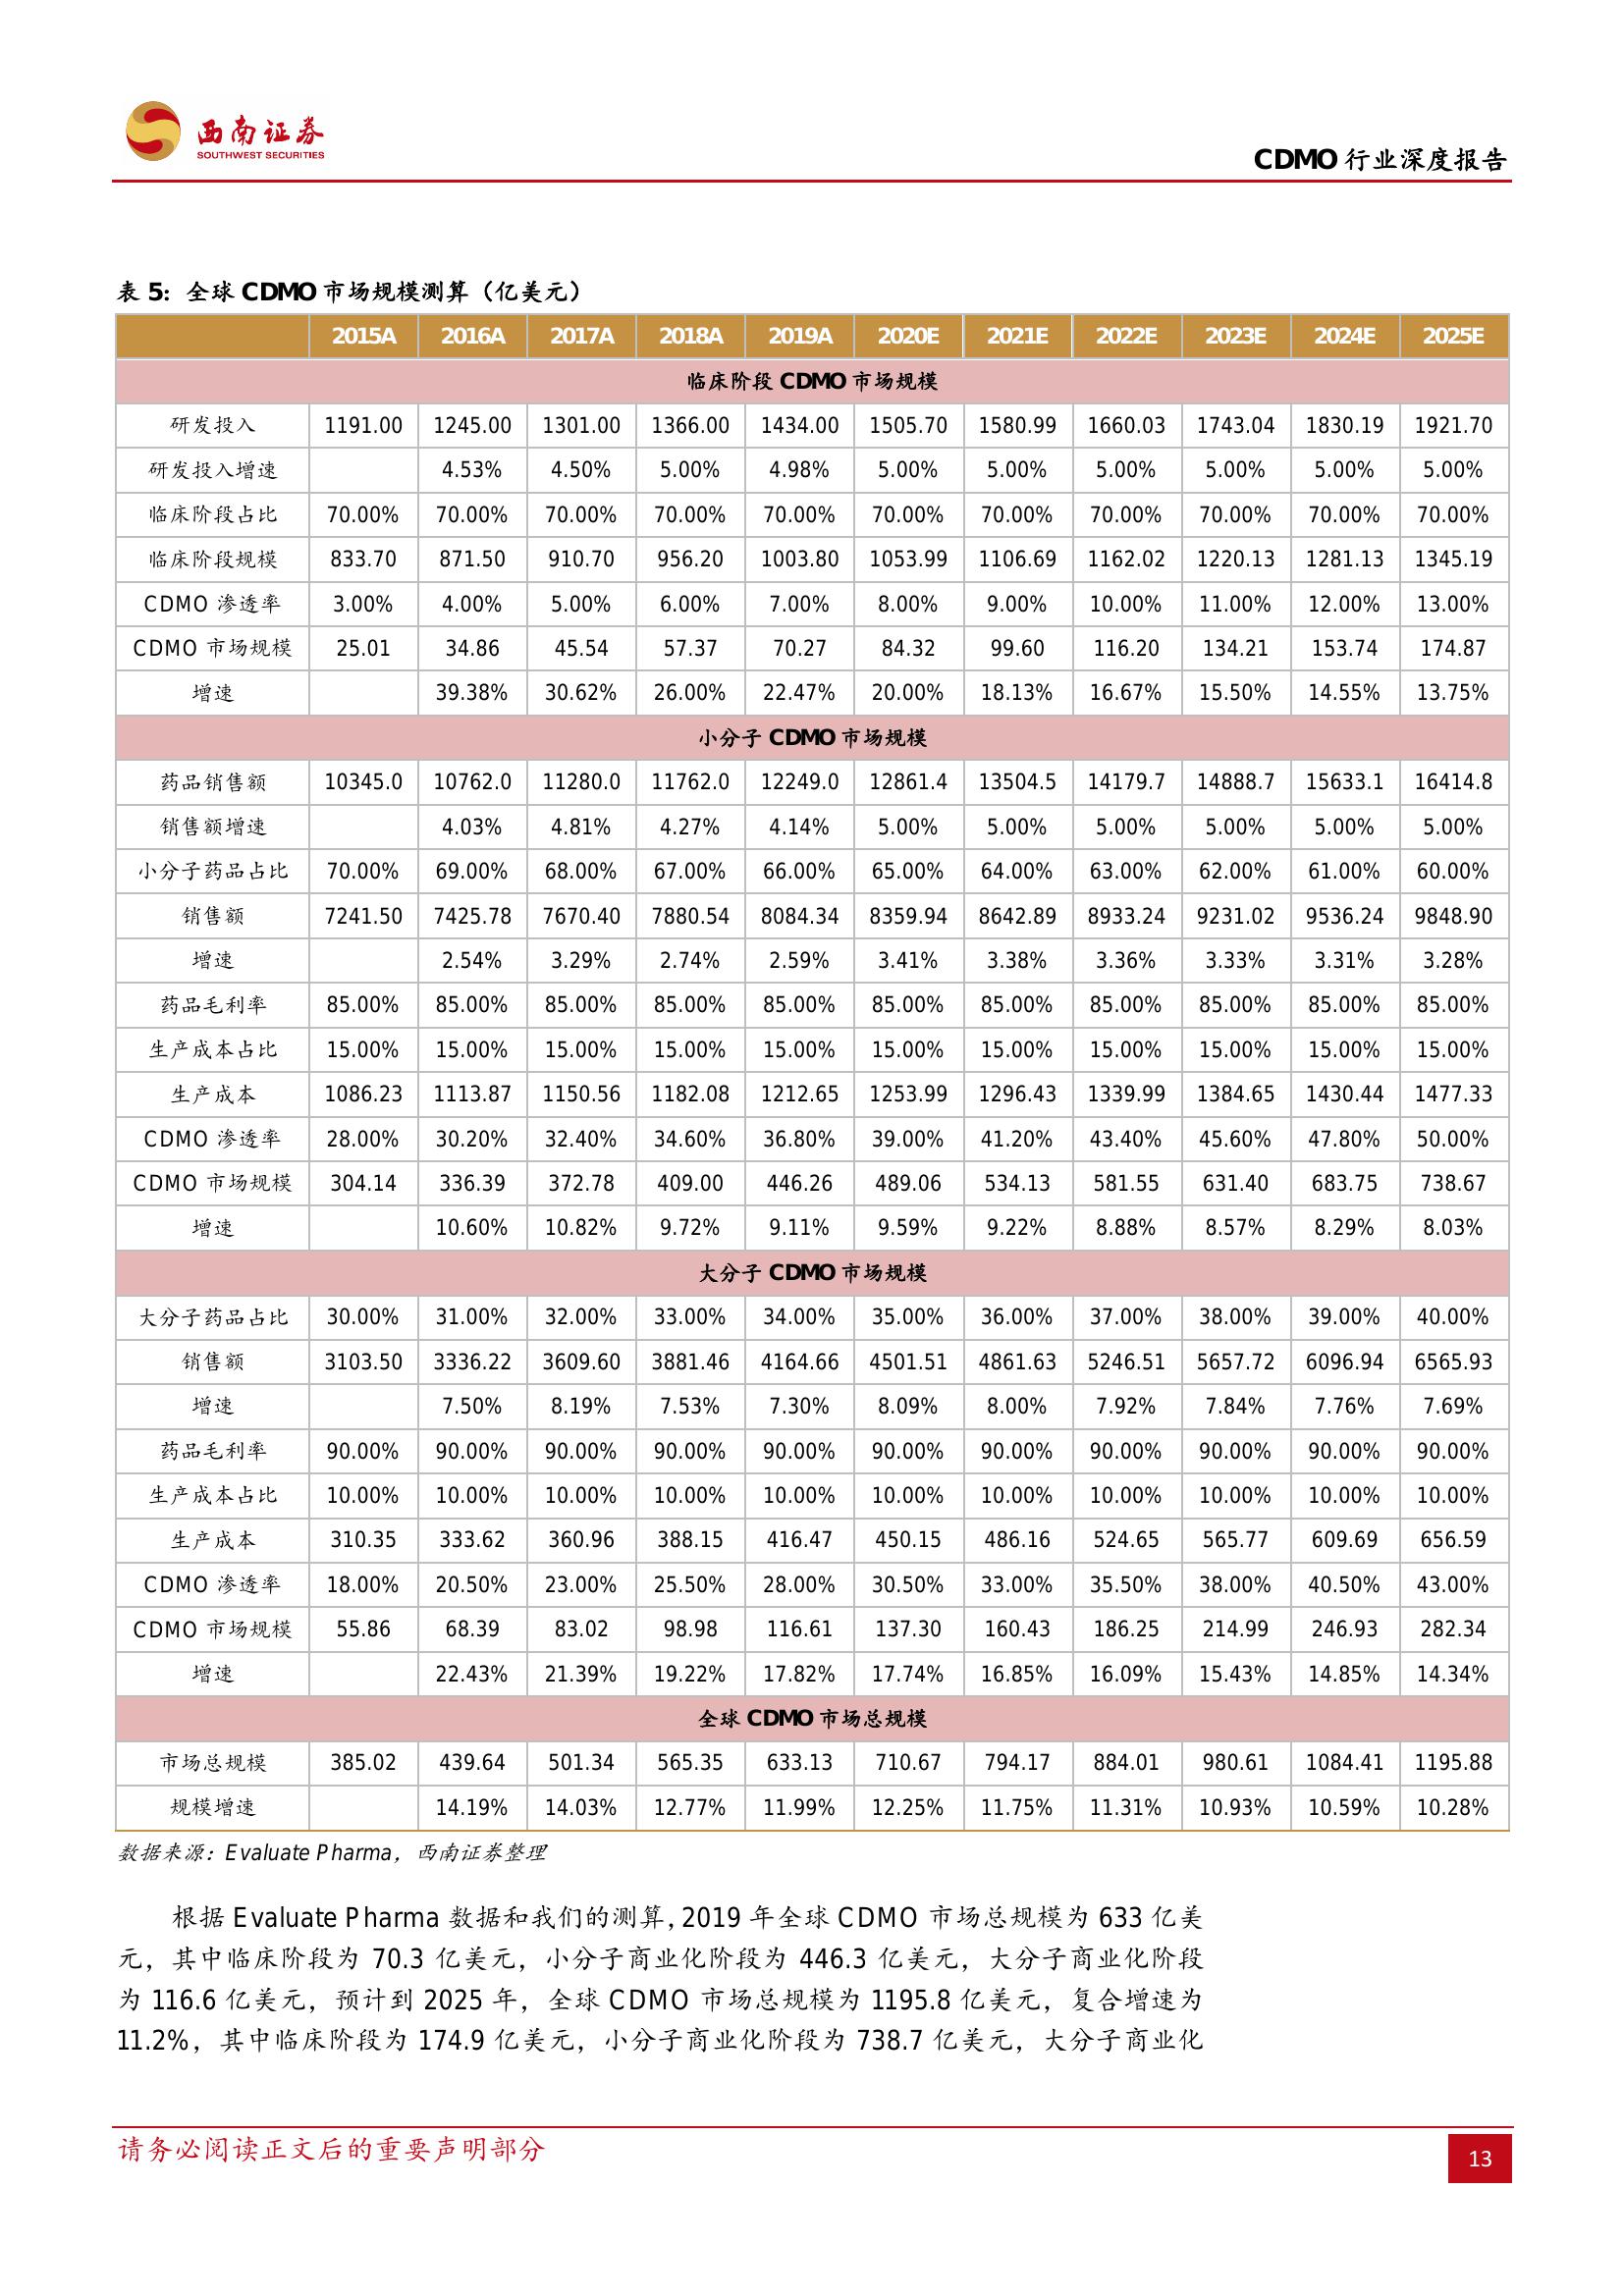 西南证券
SOUTHWEST SECURITIES
CDMO 行业深度报告
表 5：全球 CDMO 市场规模测算（亿美元）
2015A 2016A 2017A 2018A 2019A 2020E 2021E 2022E 2023E 2024E 2025E
临床阶段 CDMO 市场规模
研发投入 1191.00 1245.00 1301.00 1366.00 1434.00 1505.70 1580.99 1660.03 1743.04 1830.19 1921.70
研发投入增速 4.53% 4.50% 5.00% 4.98% 5.00% 5.00% 5.00% 5.00% 5.00% 5.00%
临床阶段占比 70.00% 70.00% 70.00% 70.00% 70.00% 70.00% 70.00% 70.00% 70.00% 70.00% 70.00%
临床阶段规模 833.70 871.50 910.70 956.20 1003.80 1053.99 1106.69 1162.02 1220.13 1281.13 1345.19
CDMO 渗透率 3.00% 4.00% 5.00% 6.00% 7.00% 8.00% 9.00% 10.00% 11.00% 12.00% 13.00%
CDMO 市场规模 25.01 34.86 45.54 57.37 70.27 84.32 99.60 116.20 134.21 153.74 174.87
增速 39.38% 30.62% 26.00% 22.47% 20.00% 18.13% 16.67% 15.50% 14.55% 13.75%
小分子 CDMO 市场规模
药品销售额 10345.0 10762.0 11280.0 11762.0 12249.0 12861.4 13504.5 14179.7 14888.7 15633.1 16414.8
销售额增速 4.03% 4.81% 4.27% 4.14% 5.00% 5.00% 5.00% 5.00% 5.00% 5.00%
小分子药品占比 70.00% 69.00% 68.00% 67.00% 66.00% 65.00% 64.00% 63.00% 62.00% 61.00% 60.00%
销售额 7241.50 7425.78 7670.40 7880.54 8084.34 8359.94 8642.89 8933.24 9231.02 9536.24 9848.90
增速 2.54% 3.29% 2.74% 2.59% 3.41% 3.38% 3.36% 3.33% 3.31% 3.28%
药品毛利率 85.00% 85.00% 85.00% 85.00% 85.00% 85.00% 85.00% 85.00% 85.00% 85.00% 85.00%
生产成本占比 15.00% 15.00% 15.00% 15.00% 15.00% 15.00% 15.00% 15.00% 15.00% 15.00% 15.00%
生产成本 1086.23 1113.87 1150.56 1182.08 1212.65 1253.99 1296.43 1339.99 1384.65 1430.44 1477.33
CDMO 渗透率 28.00% 30.20% 32.40% 34.60% 36.80% 39.00% 41.20% 43.40% 45.60% 47.80% 50.00%
CDMO 市场规模 304.14 336.39 372.78 409.00 446.26 489.06 534.13 581.55 631.40 683.75 738.67
增速 10.60% 10.82% 9.72% 9.11% 9.59% 9.22% 8.88% 8.57% 8.29% 8.03%
大分子 CDMO 市场规模
大分子药品占比 30.00% 31.00% 32.00% 33.00% 34.00% 35.00% 36.00% 37.00% 38.00% 39.00% 40.00%
销售额 3103.50 3336.22 3609.60 3881.46 4164.66 4501.51 4861.63 5246.51 5657.72 6096.94 6565.93
增速 7.50% 8.19% 7.53% 7.30% 8.09% 8.00% 7.92% 7.84% 7.76% 7.69%
药品毛利率 90.00% 90.00% 90.00% 90.00% 90.00% 90.00% 90.00% 90.00% 90.00% 90.00% 90.00%
生产成本占比 10.00% 10.00% 10.00% 10.00% 10.00% 10.00% 10.00% 10.00% 10.00% 10.00% 10.00%
生产成本 310.35 333.62 360.96 388.15 416.47 450.15 486.16 524.65 565.77 609.69 656.59
CDMO 渗透率 18.00% 20.50% 23.00% 25.50% 28.00% 30.50% 33.00% 35.50% 38.00% 40.50% 43.00%
CDMO 市场规模 55.86 68.39 83.02 98.98 116.61 137.30 160.43 186.25 214.99 246.93 282.34
增速 22.43% 21.39% 19.22% 17.82% 17.74% 16.85% 16.09% 15.43% 14.85% 14.34%
全球 CDMO 市场总规模
市场总规模 385.02 439.64 501.34 565.35 633.13 710.67 794.17 884.01 980.61 1084.41 1195.88
规模增速 14.19% 14.03% 12.77% 11.99% 12.25% 11.75% 11.31% 10.93% 10.59% 10.28%
数据来源：Evaluate Pharma，西南证券整理
根据 Evaluate Pharma 数据和我们的测算，2019 年全球 CDMO 市场总规模为 633 亿美
元，其中临床阶段为 70.3 亿美元，小分子商业化阶段为 446.3 亿美元，大分子商业化阶段
为 116.6 亿美元，预计到 2025 年，全球 CDMO 市场总规模为 1195.8 亿美元，复合增速为
11.2%，其中临床阶段为 174.9 亿美元，小分子商业化阶段为 738.7 亿美元，大分子商业化
请务必阅读正文后的重要声明部分
13